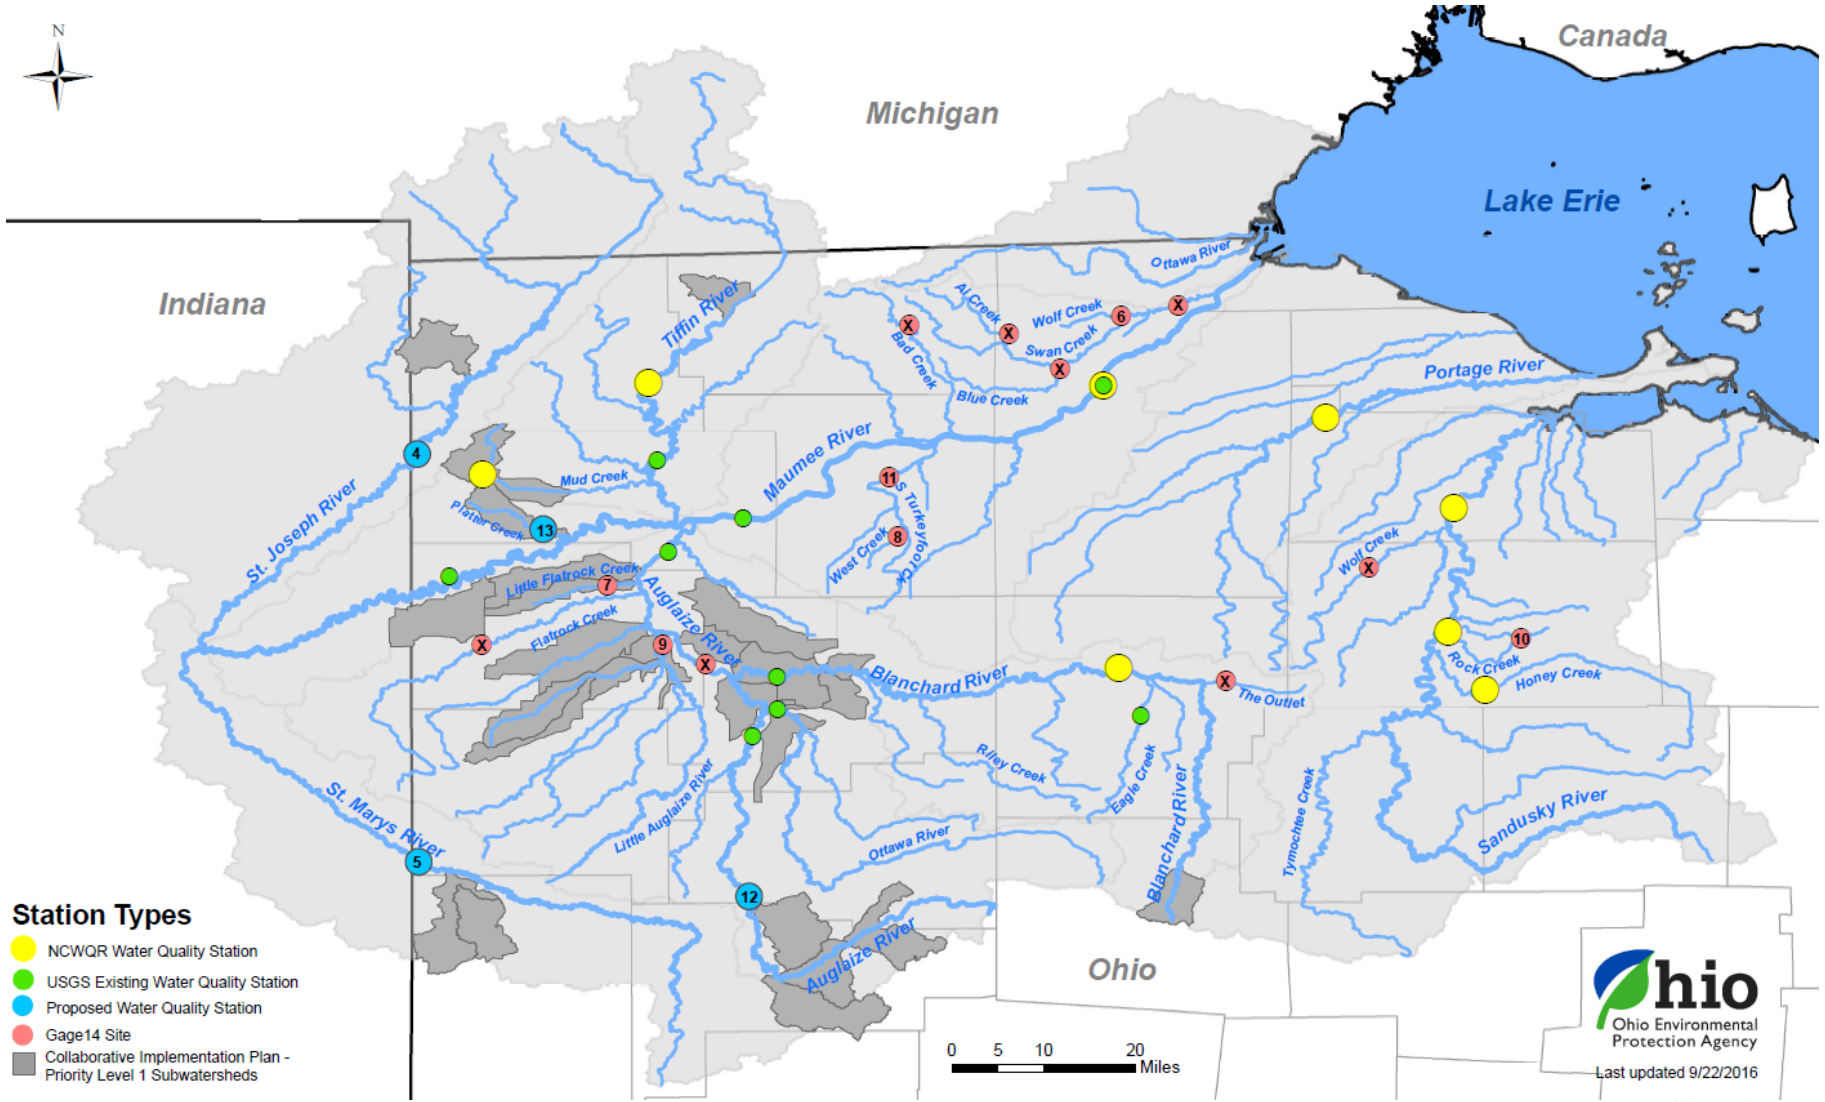 N
Canada
Michigan
Lake Erie
Indiana
Ottawa River
Ai Creek
Wolf Creek
6
X
X
X
Swan Creek
X
Bad Creek
Blue Creek
Tiffin River
Portage River
Maumee River
4
Mud Creek
11
S Turkeyfoot Ck
Platter Creek
13
8
West Creek
St. Joseph River
Wolf Creek
X
Little Flatrock Creek
7
Auglaize River
Flatrock Creek
X
9
X
10
Rock Creek
Honey Creek
Blanchard River
X
The Outlet
Riley Creek
Eagle Creek
Blanchard River
Tymochtee Creek
Sandusky River
Little Auglaize River
St. Marys River
5
Ottawa River
12
Auglaize River
Ohio
Station Types
NCWQR Water Quality Station
USGS Existing Water Quality Station
Proposed Water Quality Station
Gage14 Site
Collaborative Implementation Plan -
Priority Level 1 Subwatersheds
0 5 10 20
Miles
Ohio
Ohio Environmental
Protection Agency
Last updated 9/22/2016